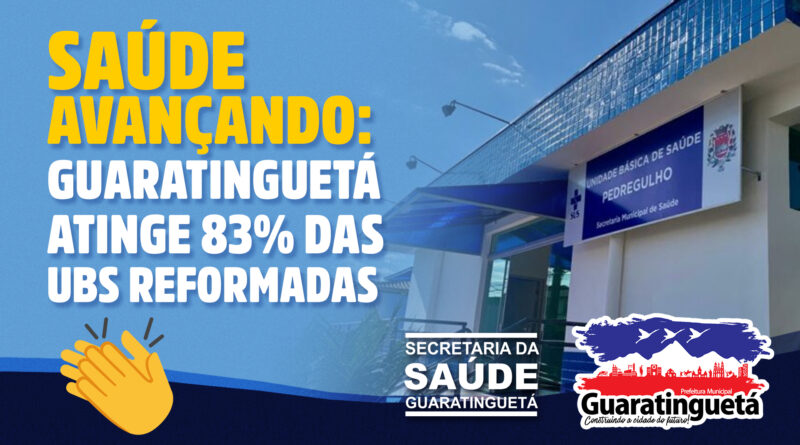 SAÚDE
AVANÇANDO:
GUARATINGUETÁ
ATINGE 83% DAS
UBS REFORMADAS
UNIDADE BÁSICA DE SAÚDE
PEDREGULHO
SUS
Secretaria Municipal de Saúde
SECRETARIA DA
SAÚDE
GUARATINGUETÁ
Prefeitura Municipal
Guaratinguetá
Construindo a cidade do futuro!